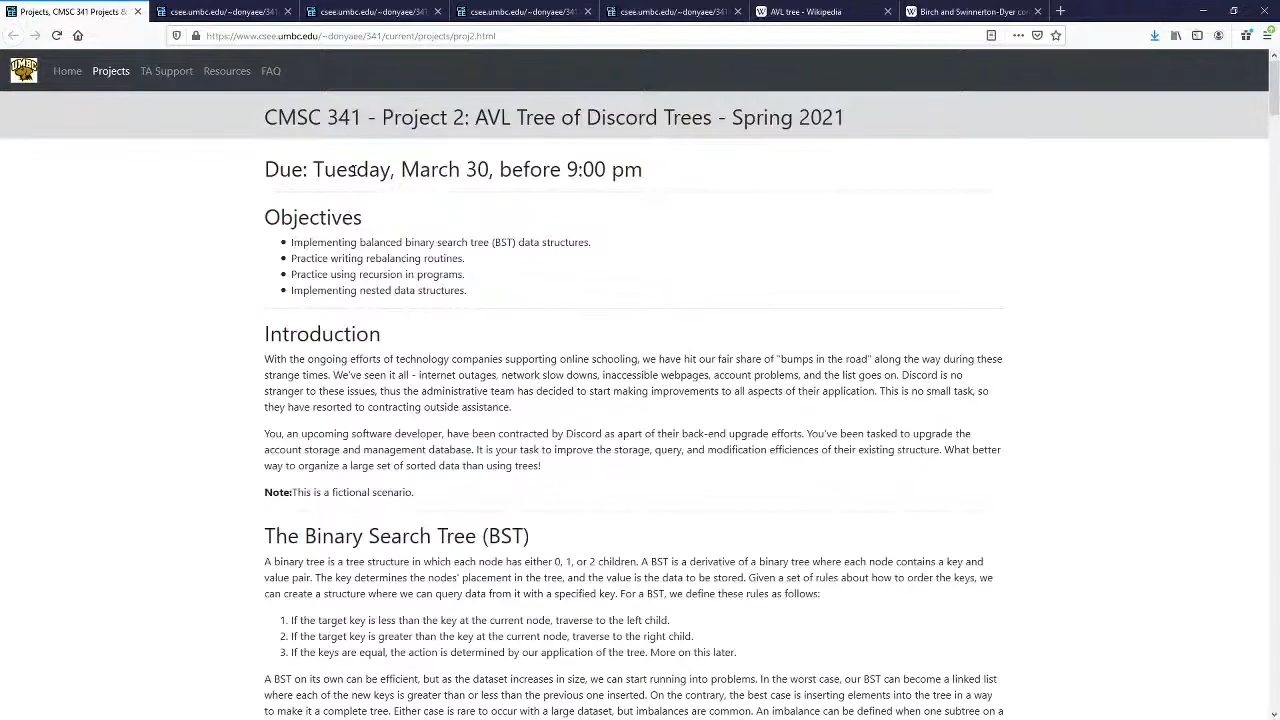 Projects, CMSC 341 Projects &
csee.umbc.edu/~donyaee/341/
csee.umbc.edu/~donyaee/341/
csee.umbc.edu/~donyaee/341/
csee.umbc.edu/~donyaee/341/
AVL tree - Wikipedia
Birch and Swinnerton-Dyer con
https://www.csee.umbc.edu/~donyaee/341/current/projects/proj2.html
UMBC
Home
Projects
TA Support
Resources
FAQ
CMSC 341 - Project 2: AVL Tree of Discord Trees - Spring 2021
Due: Tuesday, March 30, before 9:00 pm
Objectives
Implementing balanced binary search tree (BST) data structures.
Practice writing rebalancing routines.
Practice using recursion in programs.
Implementing nested data structures.
Introduction
With the ongoing efforts of technology companies supporting online schooling, we have hit our fair share of "bumps in the road" along the way during these
strange times. We've seen it all - internet outages, network slow downs, inaccessible webpages, account problems, and the list goes on. Discord is no
stranger to these issues, thus the administrative team has decided to start making improvements to all aspects of their application. This is no small task, so
they have resorted to contracting outside assistance.
You, an upcoming software developer, have been contracted by Discord as apart of their back-end upgrade efforts. You've been tasked to upgrade the
account storage and management database. It is your task to improve the storage, query, and modification efficiences of their existing structure. What better
way to organize a large set of sorted data than using trees!
Note:This is a fictional scenario.
The Binary Search Tree (BST)
A binary tree is a tree structure in which each node has either 0, 1, or 2 children. A BST is a derivative of a binary tree where each node contains a key and
value pair. The key determines the nodes' placement in the tree, and the value is the data to be stored. Given a set of rules about how to order the keys, we
can create a structure where we can query data from it with a specified key. For a BST, we define these rules as follows:
1. If the target key is less than the key at the current node, traverse to the left child.
2. If the target key is greater than the key at the current node, traverse to the right child.
3. If the keys are equal, the action is determined by our application of the tree. More on this later.
A BST on its own can be efficient, but as the dataset increases in size, we can start running into problems. In the worst case, our BST can become a linked list
where each of the new keys is greater than or less than the previous one inserted. On the contrary, the best case is inserting elements into the tree in a way
to make it a complete tree. Either case is rare to occur with a large dataset, but imbalances are common. An imbalance can be defined when one subtree on a